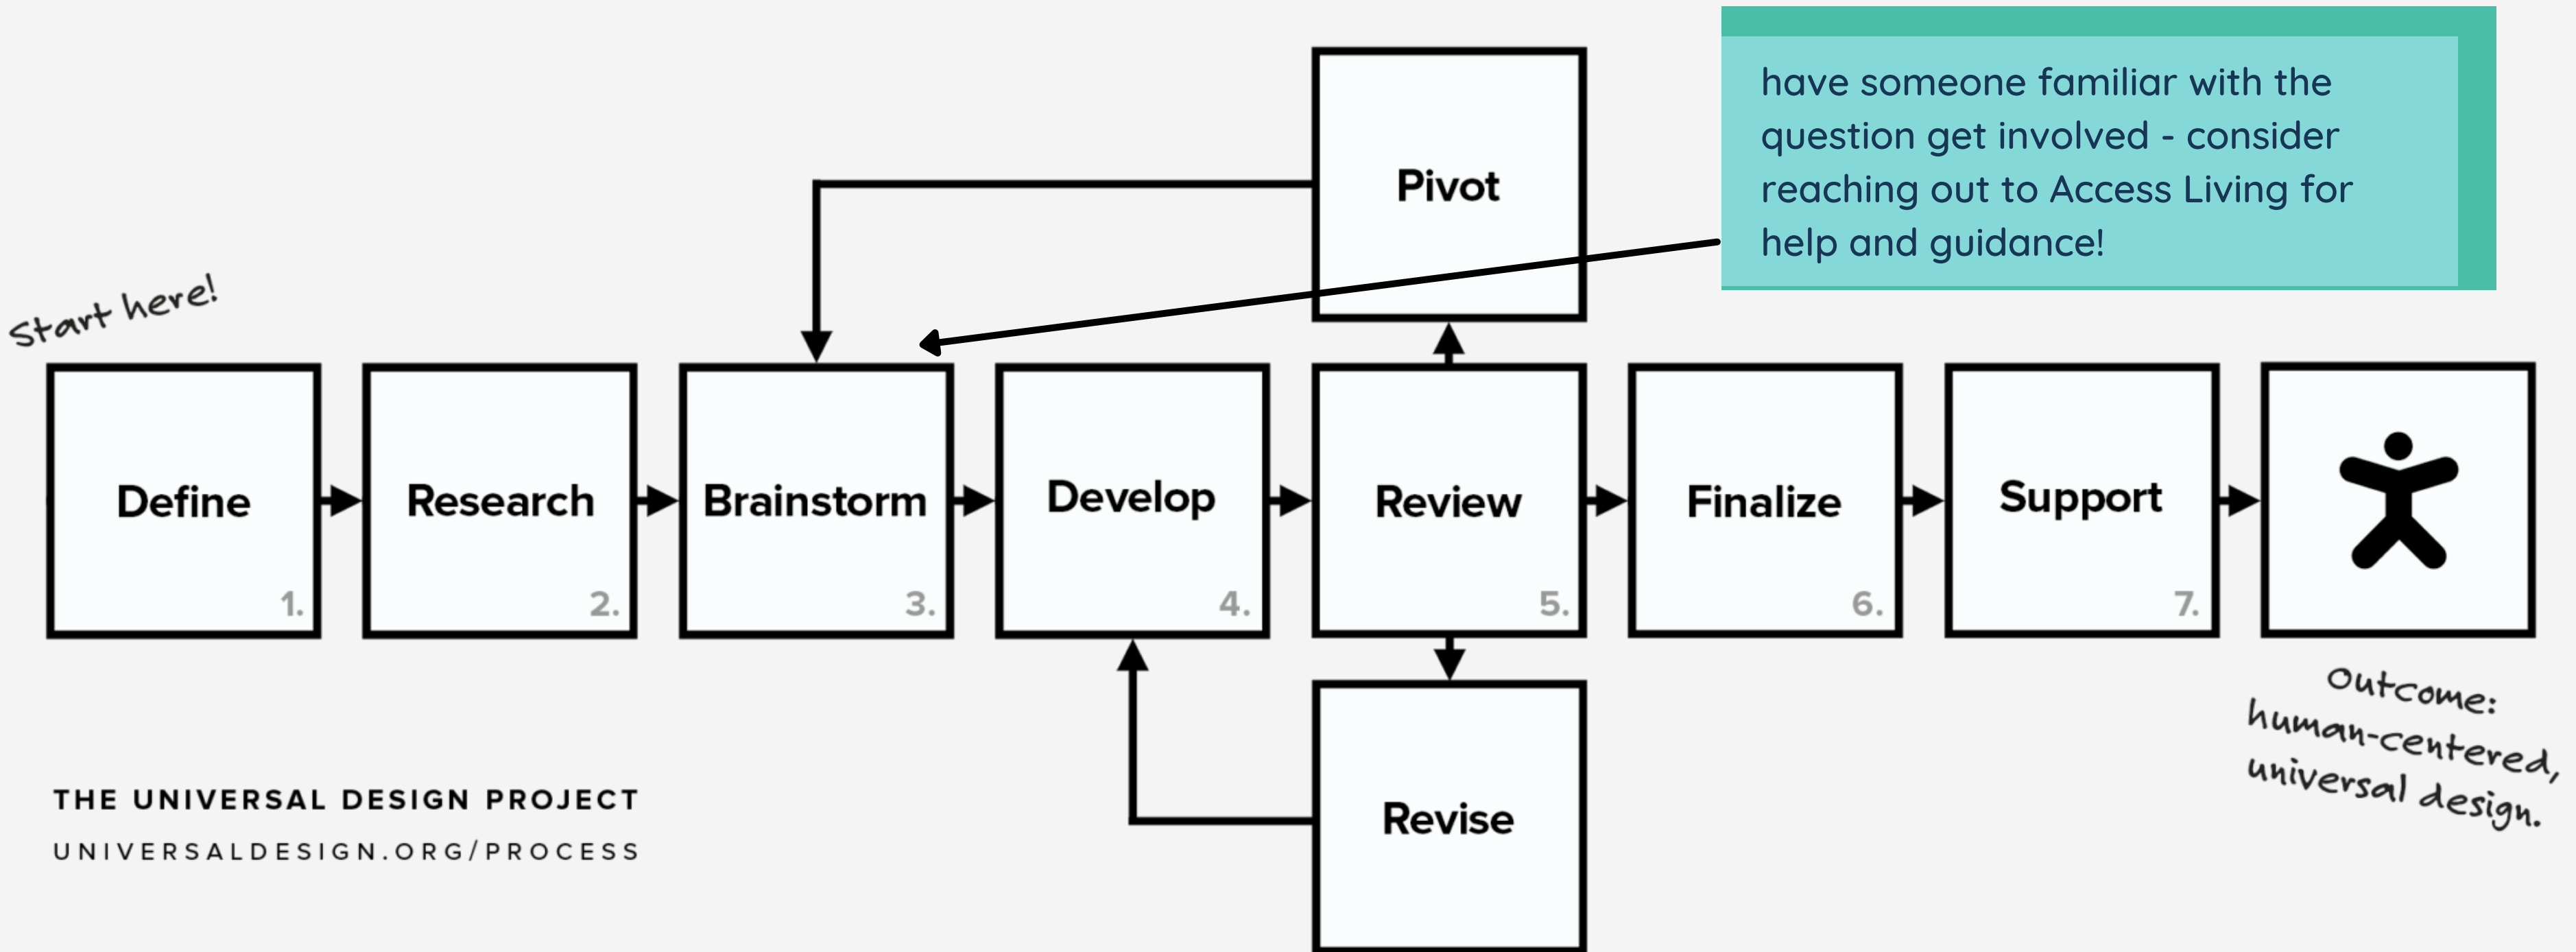 have someone familiar with the
question get involved - consider
reaching out to Access Living for
help and guidance!
Pivot
Start here!
Define
1.
Research
2.
Brainstorm
3.
Develop
4.
Review
5.
Finalize
6.
Support
7.
Outcome:
human-centered,
universal design.
Revise
THE UNIVERSAL DESIGN PROJECT
UNIVERSALDESIGN.ORG/PROCESS